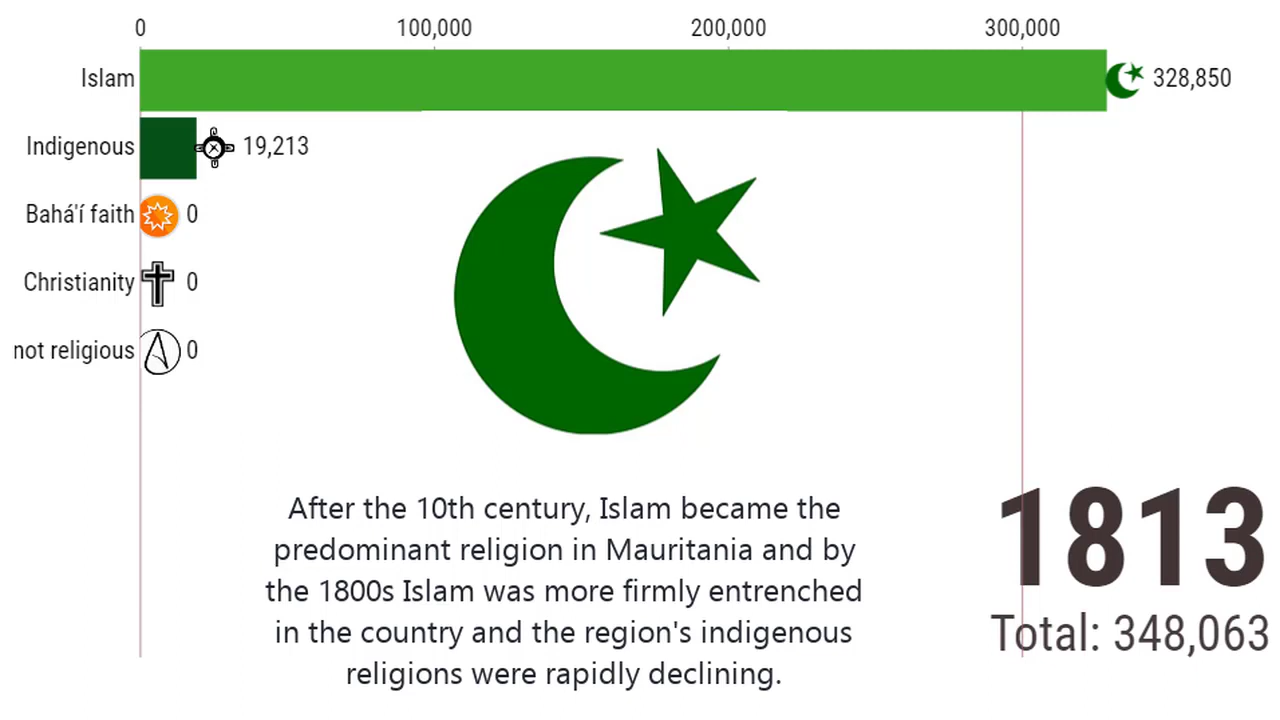 0 100,000 200,000 300,000
Islam 328,850
Indigenous 19,213
Bahá'í faith 0
Christianity 0
not religious 0
After the 10th century, Islam became the
predominant religion in Mauritania and by
the 1800s Islam was more firmly entrenched
in the country and the region's indigenous
religions were rapidly declining.
1813
Total: 348,063